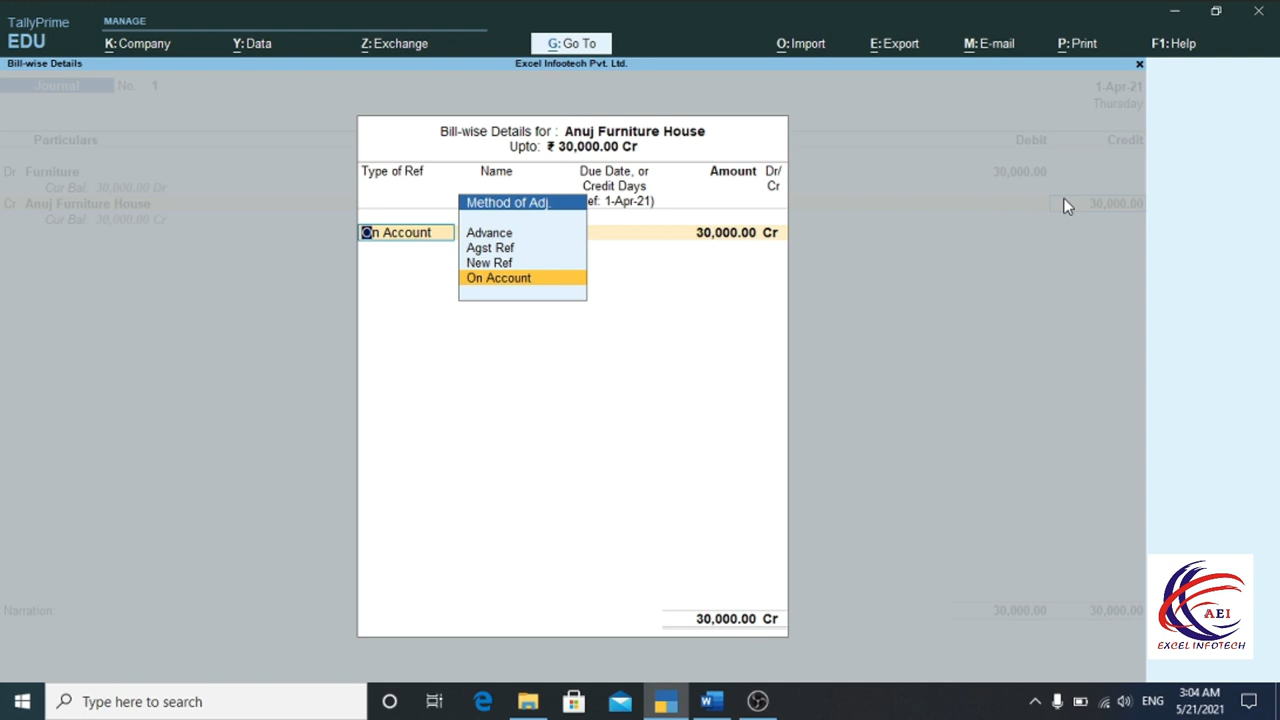 TallyPrime
EDU
MANAGE
K: Company
Y: Data
Z: Exchange
G: Go To
O: Import
E: Export
M: E-mail
P: Print
F1: Help
Bill-wise Details
Excel Infotech Pvt. Ltd.
Journal No. 1
1-Apr-21
Thursday
Particulars
Debit
Credit
Dr Furniture
30,000.00
Cur Bal: 30,000.00 Dr
Cr Anuj Furniture House
30,000.00
Cur Bal: 30,000.00 Cr
Bill-wise Details for : Anuj Furniture House
Upto: ₹ 30,000.00 Cr
Type of Ref
Name
Due Date, or
Credit Days
ef: 1-Apr-21)
Amount
Dr/
Cr
Method of Adj.
On Account
30,000.00 Cr
Advance
Agst Ref
New Ref
On Account
30,000.00 Cr
Narration:
30,000.00
30,000.00
AEI
EXCEL INFOTECH
Type here to search
ENG
3:04 AM
5/21/2021